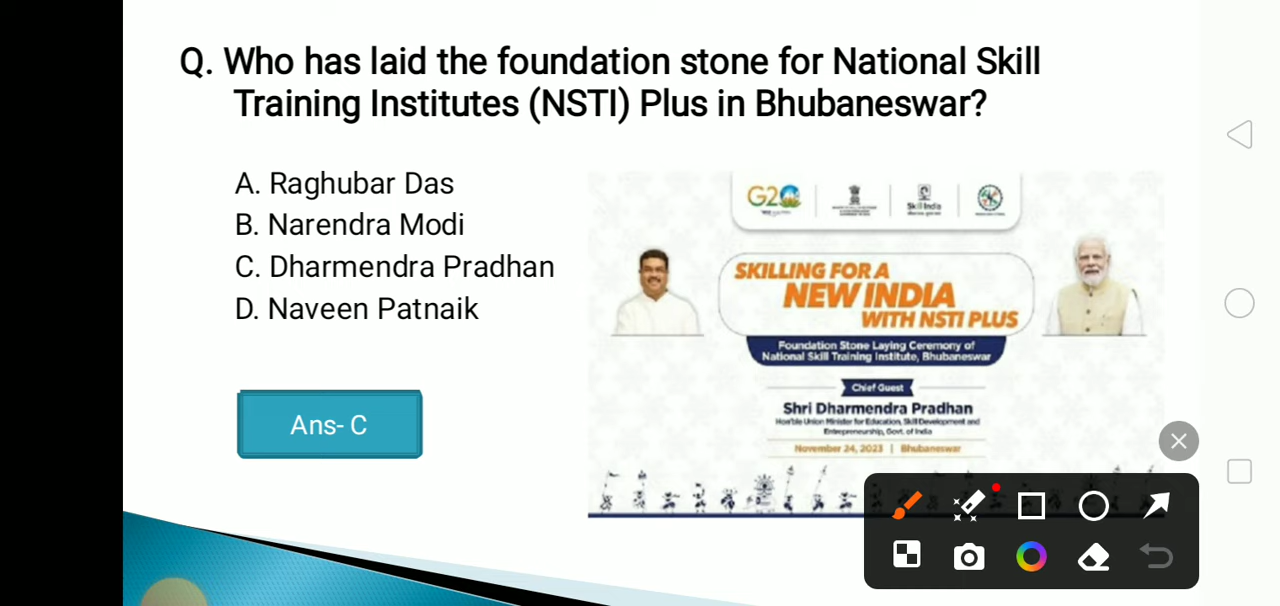 Q. Who has laid the foundation stone for National Skill
Training Institutes (NSTI) Plus in Bhubaneswar?
A. Raghubar Das
B. Narendra Modi
C. Dharmendra Pradhan
D. Naveen Patnaik
Ans- C
G20
Skill India
SKILLING FOR A
NEW INDIA
WITH NSTI PLUS
Foundation Stone Laying Ceremony of
National Skill Training Institute, Bhubaneswar
Chief Guest
Shri Dharmendra Pradhan
Hon'ble Union Minister for Education, Skill Development and
Entrepreneurship, Govt. of India
November 24, 2023 | Bhubaneswar